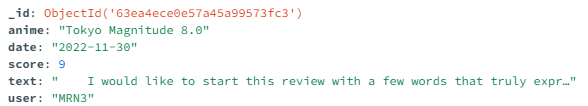 _id: ObjectId('63ea4ece0e57a45a99573fc3')
anime: "Tokyo Magnitude 8.0"
date: "2022-11-30"
score: 9
text: "    I would like to start this review with a few words that truly expr…"
user: "MRN3"